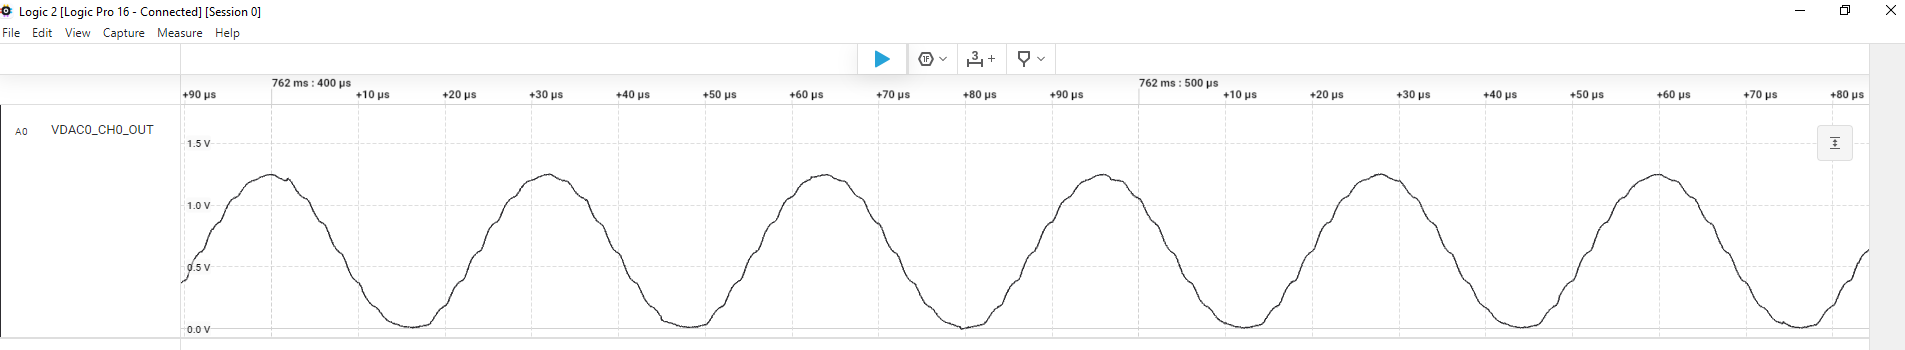 Logic 2 [Logic Pro 16 - Connected] [Session 0]
File Edit View Capture Measure Help
1F 3 +
762 ms : 400 µs 762 ms : 500 µs
+90 µs +10 µs +20 µs +30 µs +40 µs +50 µs +60 µs +70 µs +80 µs +90 µs +10 µs +20 µs +30 µs +40 µs +50 µs +60 µs +70 µs +80 µs
A0 VDAC0_CH0_OUT
1.5 V
1.0 V
0.5 V
0.0 V